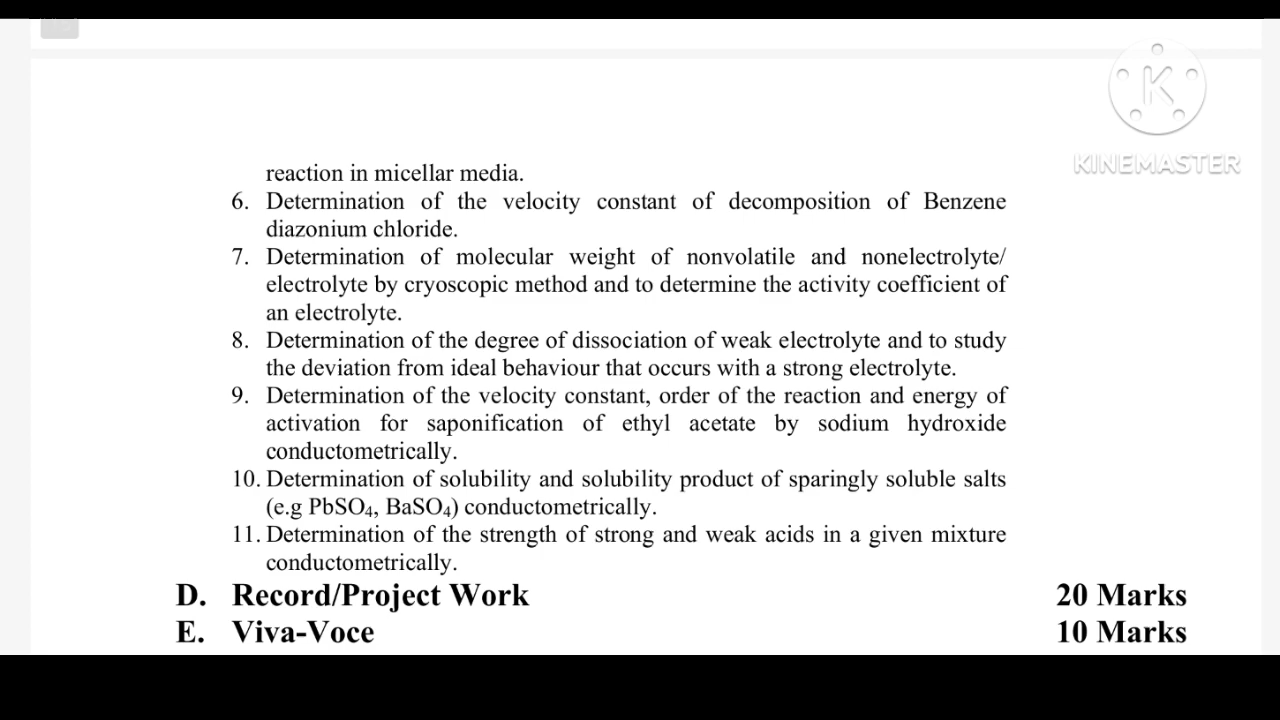 K
KINEMASTER
reaction in micellar media.
6. Determination of the velocity constant of decomposition of Benzene
diazonium chloride.
7. Determination of molecular weight of nonvolatile and nonelectrolyte/
electrolyte by cryoscopic method and to determine the activity coefficient of
an electrolyte.
8. Determination of the degree of dissociation of weak electrolyte and to study
the deviation from ideal behaviour that occurs with a strong electrolyte.
9. Determination of the velocity constant, order of the reaction and energy of
activation for saponification of ethyl acetate by sodium hydroxide
conductometrically.
10. Determination of solubility and solubility product of sparingly soluble salts
(e.g PbSO₄, BaSO₄) conductometrically.
11. Determination of the strength of strong and weak acids in a given mixture
conductometrically.
D. Record/Project Work 20 Marks
E. Viva-Voce 10 Marks